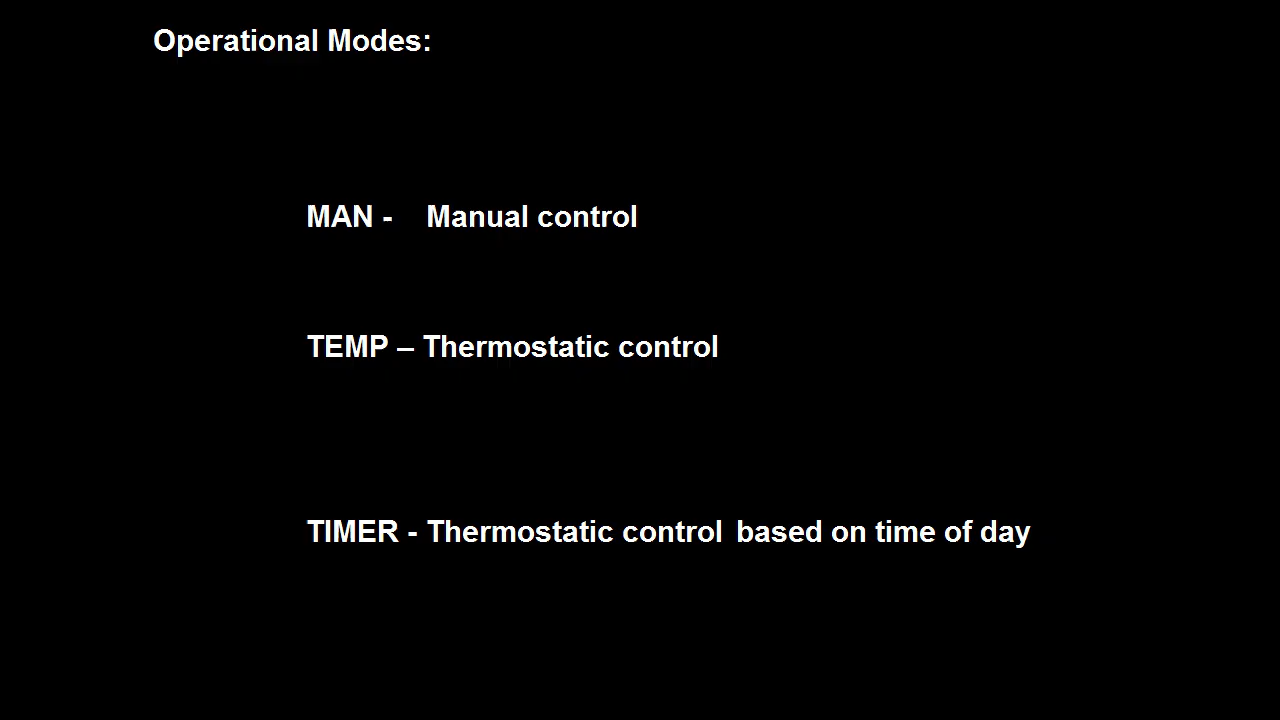 Operational Modes:
MAN - Manual control
TEMP – Thermostatic control
TIMER - Thermostatic control based on time of day